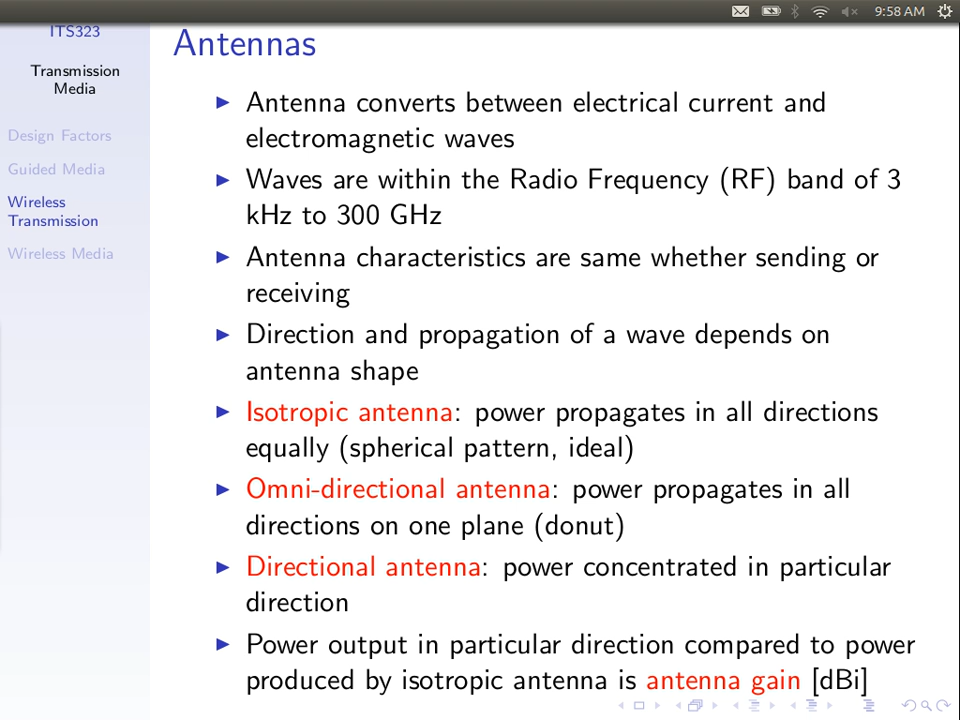 9:58 AM
ITS323
Transmission
Media
Design Factors
Guided Media
Wireless
Transmission
Wireless Media
Antennas
Antenna converts between electrical current and
electromagnetic waves
Waves are within the Radio Frequency (RF) band of 3
kHz to 300 GHz
Antenna characteristics are same whether sending or
receiving
Direction and propagation of a wave depends on
antenna shape
Isotropic antenna: power propagates in all directions
equally (spherical pattern, ideal)
Omni-directional antenna: power propagates in all
directions on one plane (donut)
Directional antenna: power concentrated in particular
direction
Power output in particular direction compared to power
produced by isotropic antenna is antenna gain [dBi]